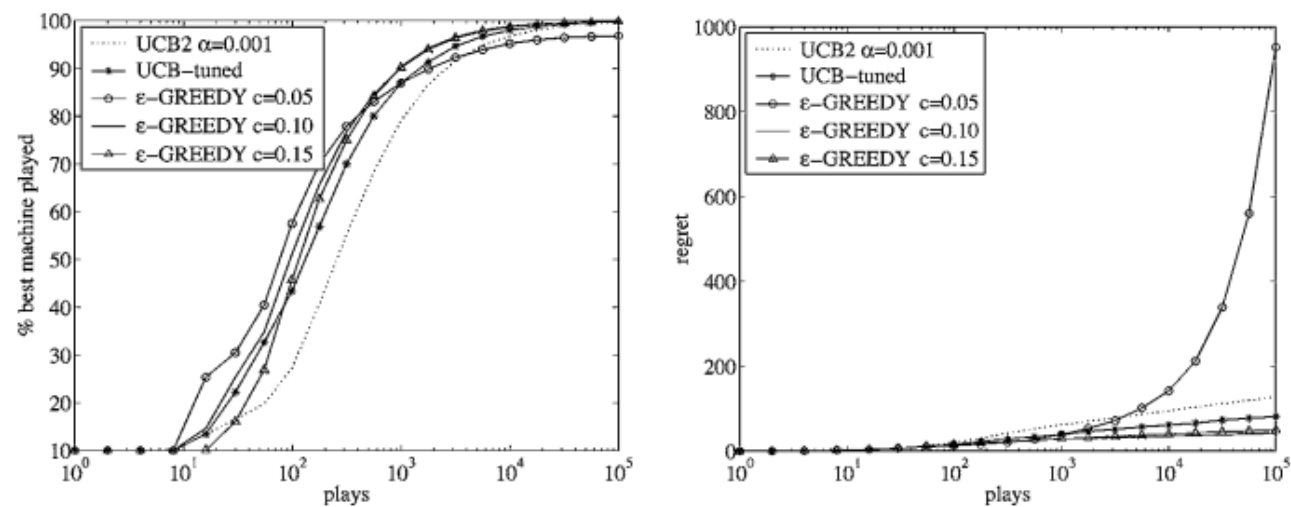 100
90
80
70
60
50
40
30
20
10
% best machine played
UCB2 α=0.001
UCB-tuned
ε-GREEDY c=0.05
ε-GREEDY c=0.10
ε-GREEDY c=0.15
10^0
10^1
10^2
10^3
10^4
10^5
plays
1000
800
600
400
200
0
regret
UCB2 α=0.001
UCB-tuned
ε-GREEDY c=0.05
ε-GREEDY c=0.10
ε-GREEDY c=0.15
10^0
10^1
10^2
10^3
10^4
10^5
plays